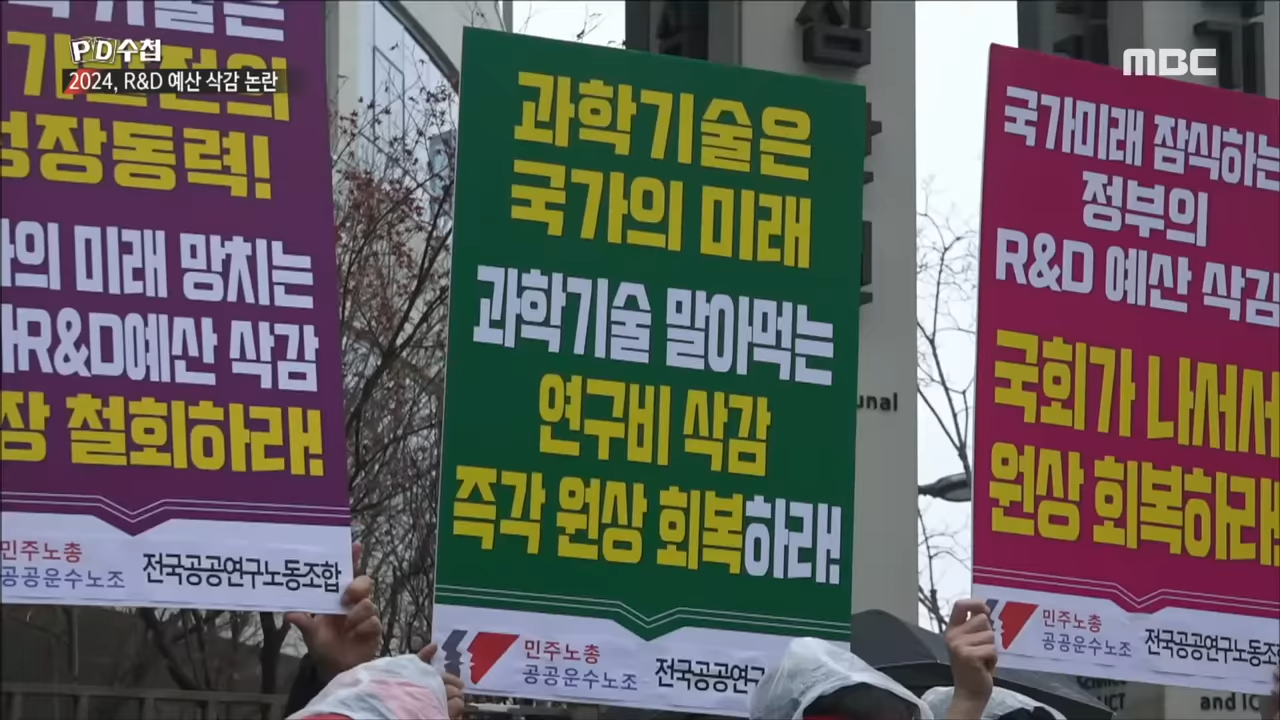 PD수첩
2024, R&D 예산 삭감 논란
MBC
성장동력!
미래 망치는
R&D예산 삭감
철회하라!
민주노총
공공운수노조
전국공공연구노동조합
과학기술은
국가의 미래
과학기술 말아먹는
연구비 삭감
즉각 원상 회복하라!
민주노총
공공운수노조
전국공공연구
국가미래 잠식하는
정부의
R&D 예산 삭감
국회가 나서서
원상 회복하라!
민주노총
공공운수노조
전국공공연구노동조합
unal
and IC